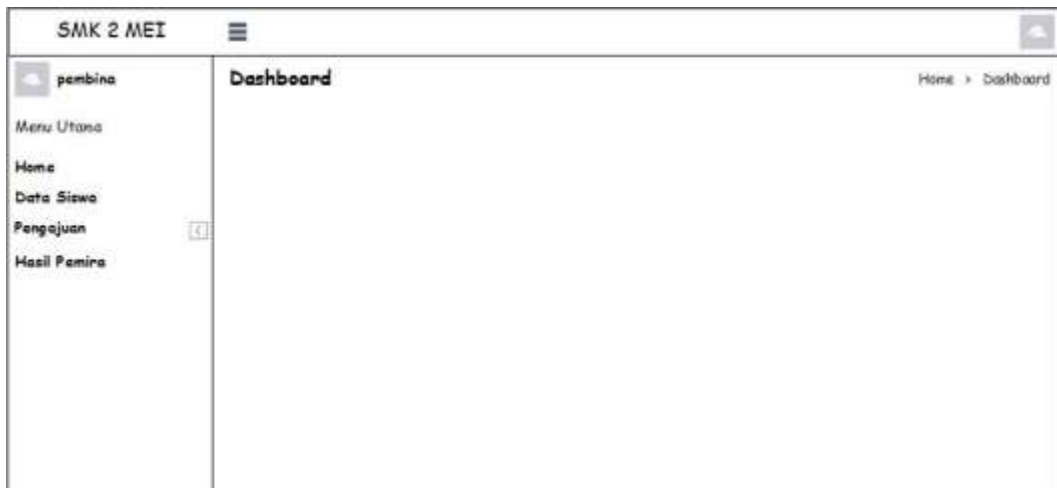 SMK 2 MEI
pembina
Dashboard
Home > Dashboard
Menu Utama
Home
Data Siswa
Pengajuan
Hasil Pemira